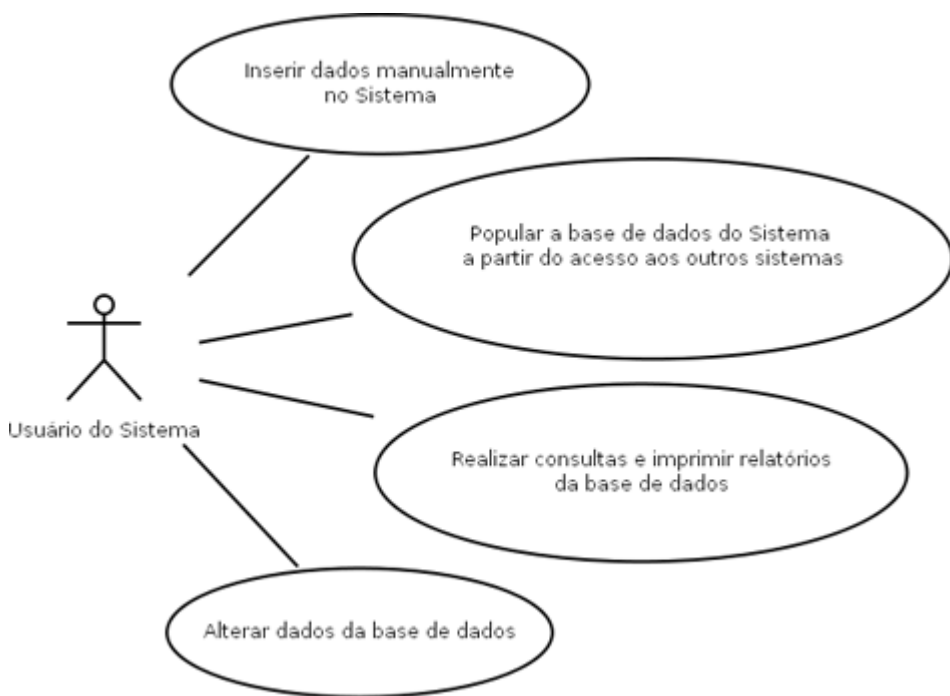 Inserir dados manualmente
no Sistema
Popular a base de dados do Sistema
a partir do acesso aos outros sistemas
Usuário do Sistema
Realizar consultas e imprimir relatórios
da base de dados
Alterar dados da base de dados